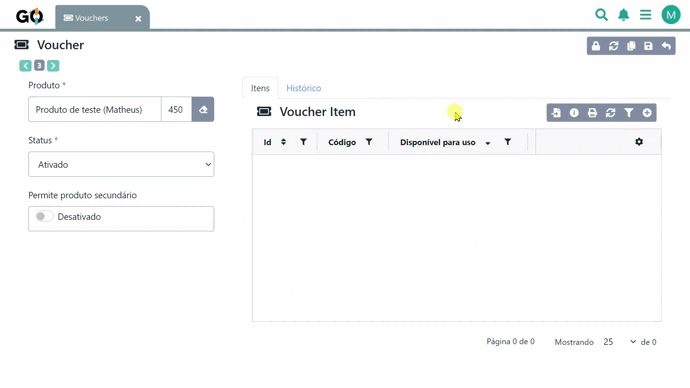 GO
Vouchers
M
Voucher
3
Produto *
Produto de teste (Matheus) 450
Status *
Ativado
Permite produto secundário
Desativado
Itens Histórico
Voucher Item
Id Código Disponível para uso
Página 0 de 0 Mostrando 25 de 0